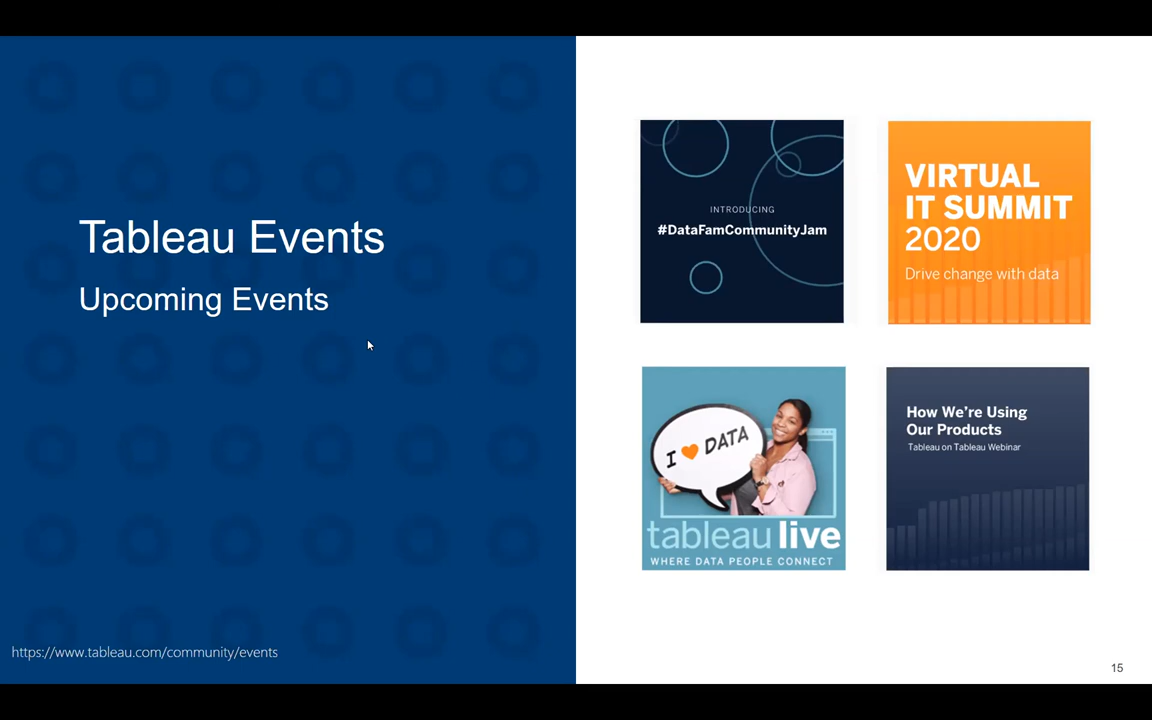 Tableau Events
Upcoming Events
https://www.tableau.com/community/events
INTRODUCING
#DataFamCommunityJam
VIRTUAL
IT SUMMIT
2020
Drive change with data
I DATA
tableau live
WHERE DATA PEOPLE CONNECT
How We're Using
Our Products
Tableau on Tableau Webinar
15